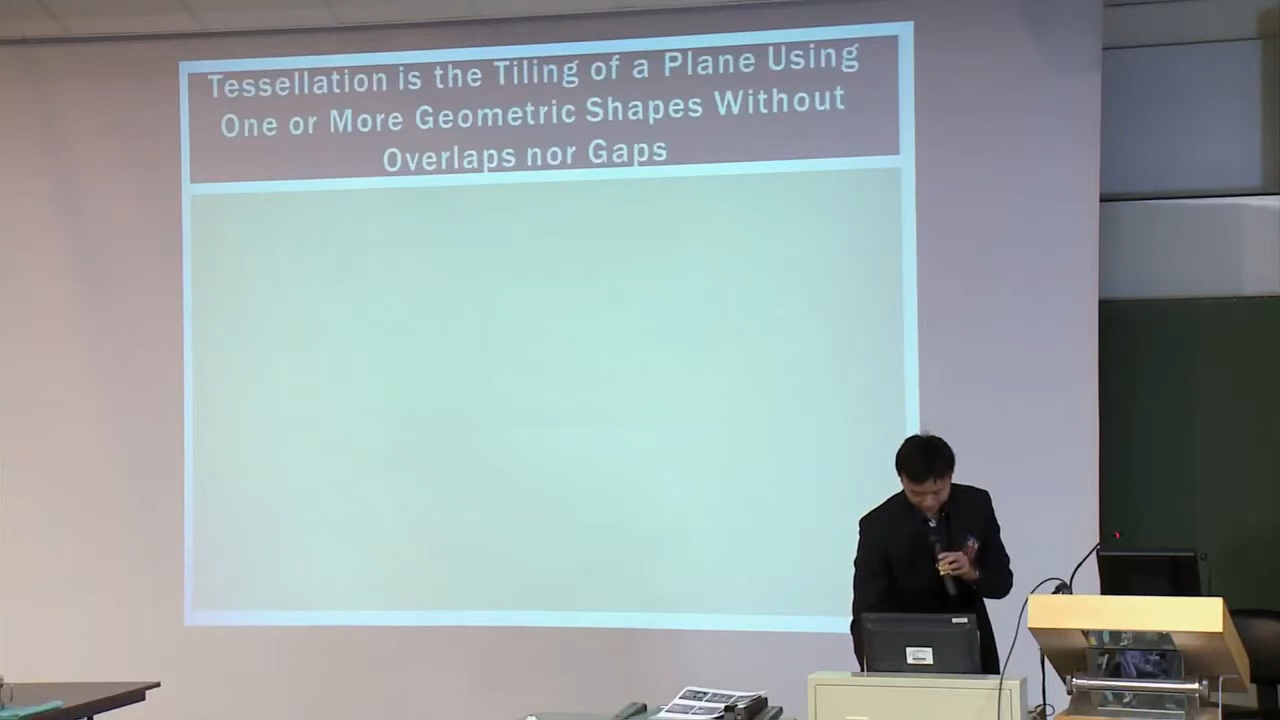 Tessellation is the Tiling of a Plane Using
One or More Geometric Shapes Without
Overlaps nor Gaps